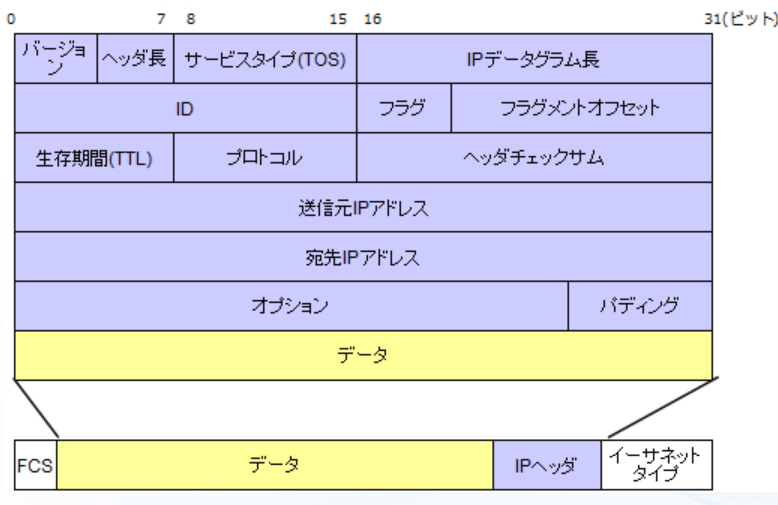 0 7 8 15 16 31(ビット)
バージョ
ン
ヘッダ長
サービスタイプ(TOS)
IPデータグラム長
ID
フラグ
フラグメントオフセット
生存期間(TTL)
プロトコル
ヘッダチェックサム
送信元IPアドレス
宛先IPアドレス
オプション
パディング
データ
FCS
データ
IPヘッダ
イーサネット
タイプ